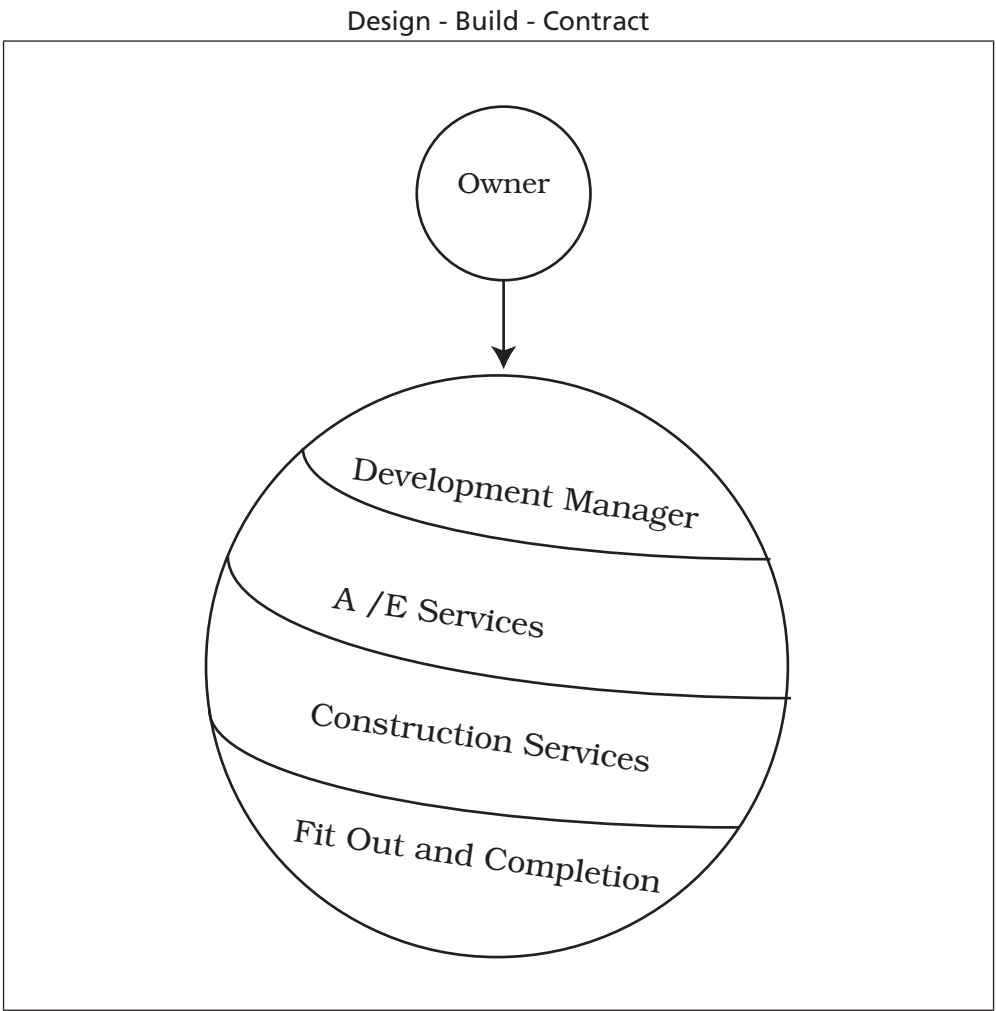 Design - Build - Contract
Owner
Development Manager
A /E Services
Construction Services
Fit Out and Completion